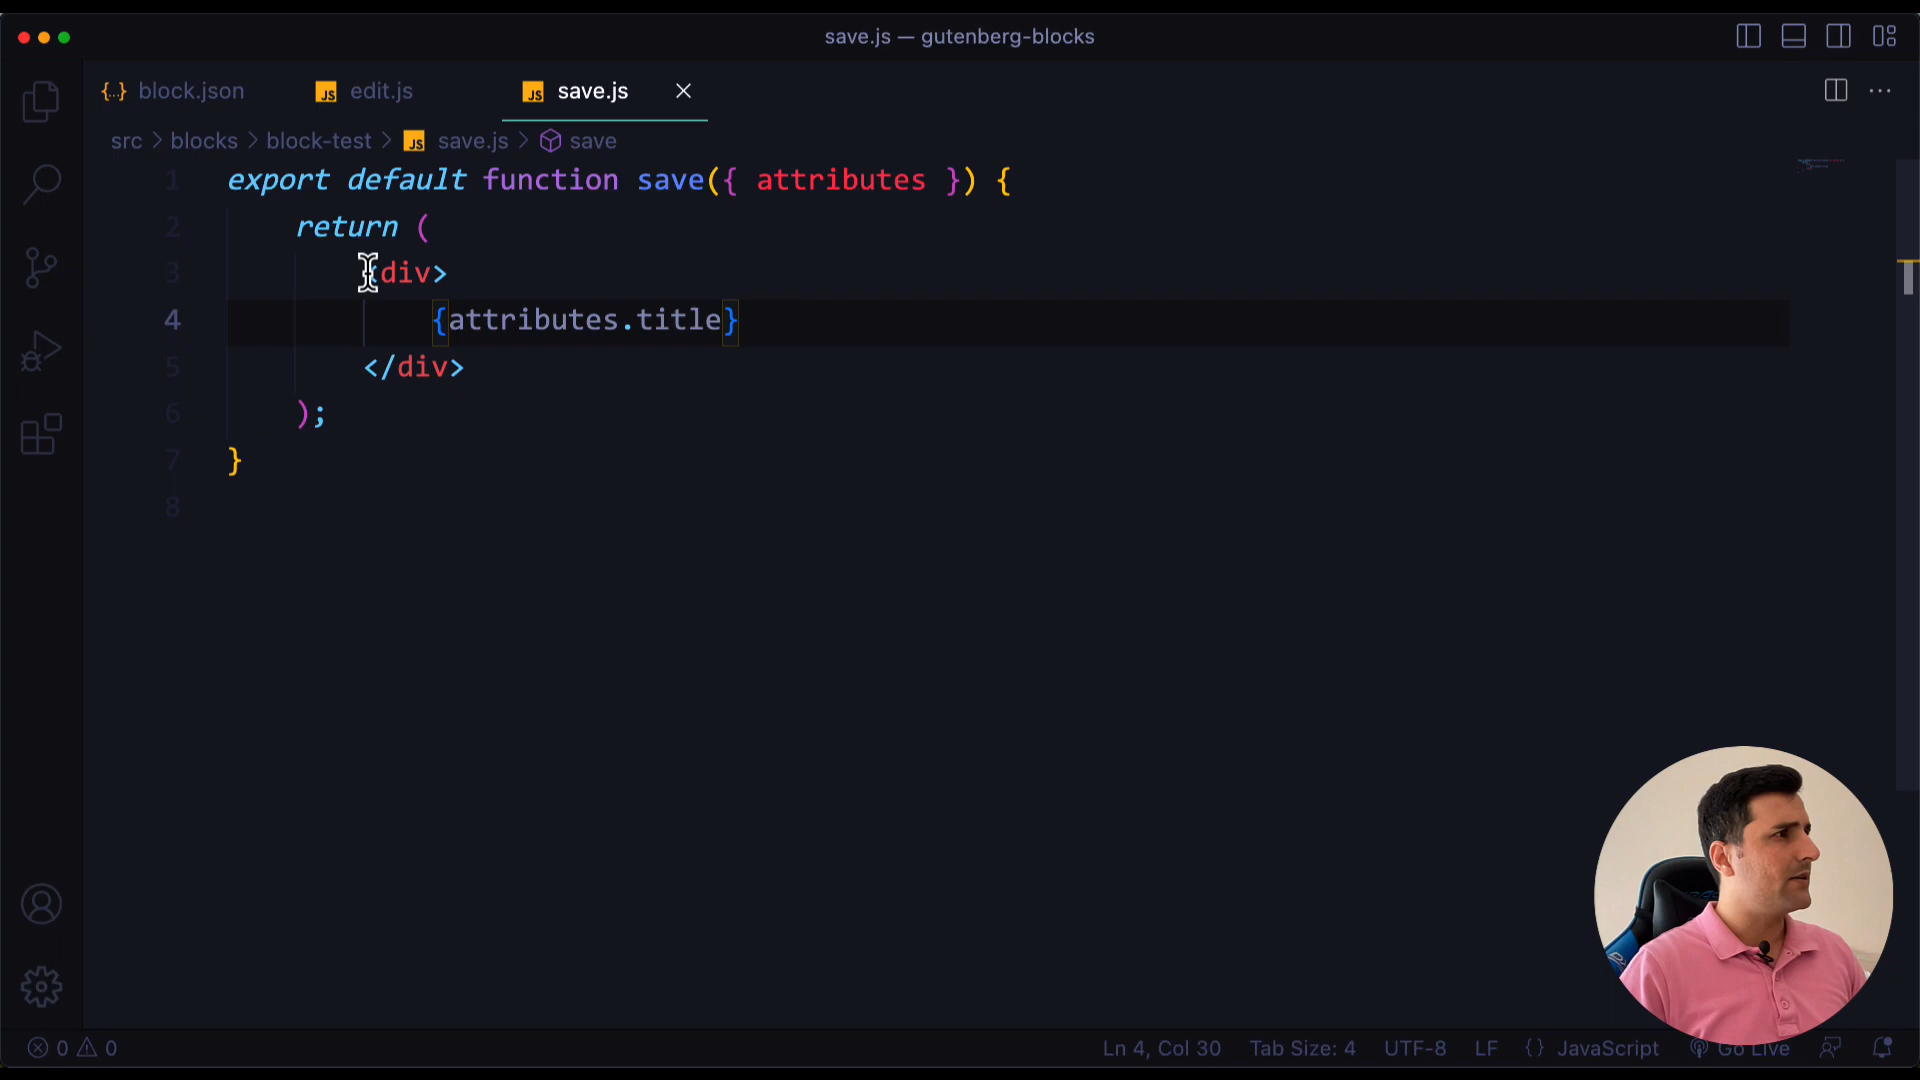 save.js — gutenberg-blocks
{..} block.json
JS edit.js
JS save.js
src > blocks > block-test > JS save.js > save
1 export default function save({ attributes }) {
2 return (
3 <div>
4 {attributes.title}
5 </div>
6 );
7 }
8
0 0
Ln 4, Col 30 Tab Size: 4 UTF-8 LF {} JavaScript Go Live